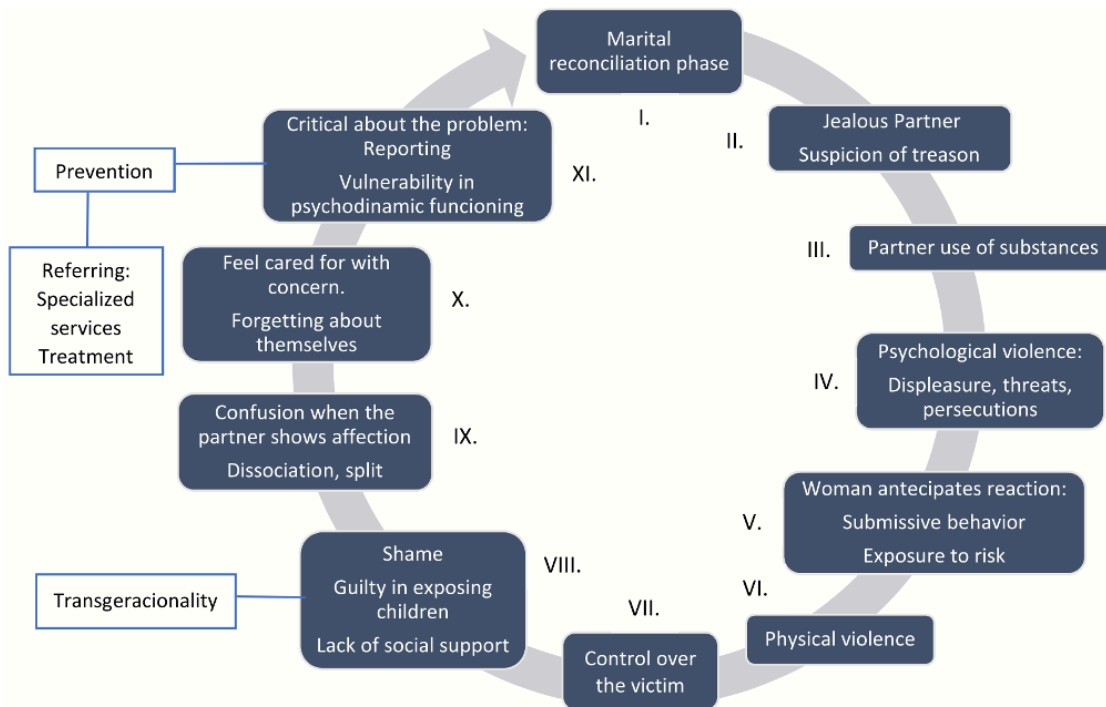 Marital
reconciliation phase
I.
Jealous Partner
Suspicion of treason
II.
Partner use of substances
III.
Psychological violence:
Displeasure, threats,
persecutions
IV.
Woman antecipates reaction:
Submissive behavior
Exposure to risk
V.
Physical violence
VI.
Control over
the victim
VII.
Shame
Guilty in exposing
children
Lack of social support
VIII.
Transgeracionality
Confusion when the
partner shows affection
Dissociation, split
IX.
Feel cared for with
concern.
Forgetting about
themselves
X.
Critical about the problem:
Reporting
Vulnerability in
psychodinamic funcioning
XI.
Prevention
Referring:
Specialized
services
Treatment